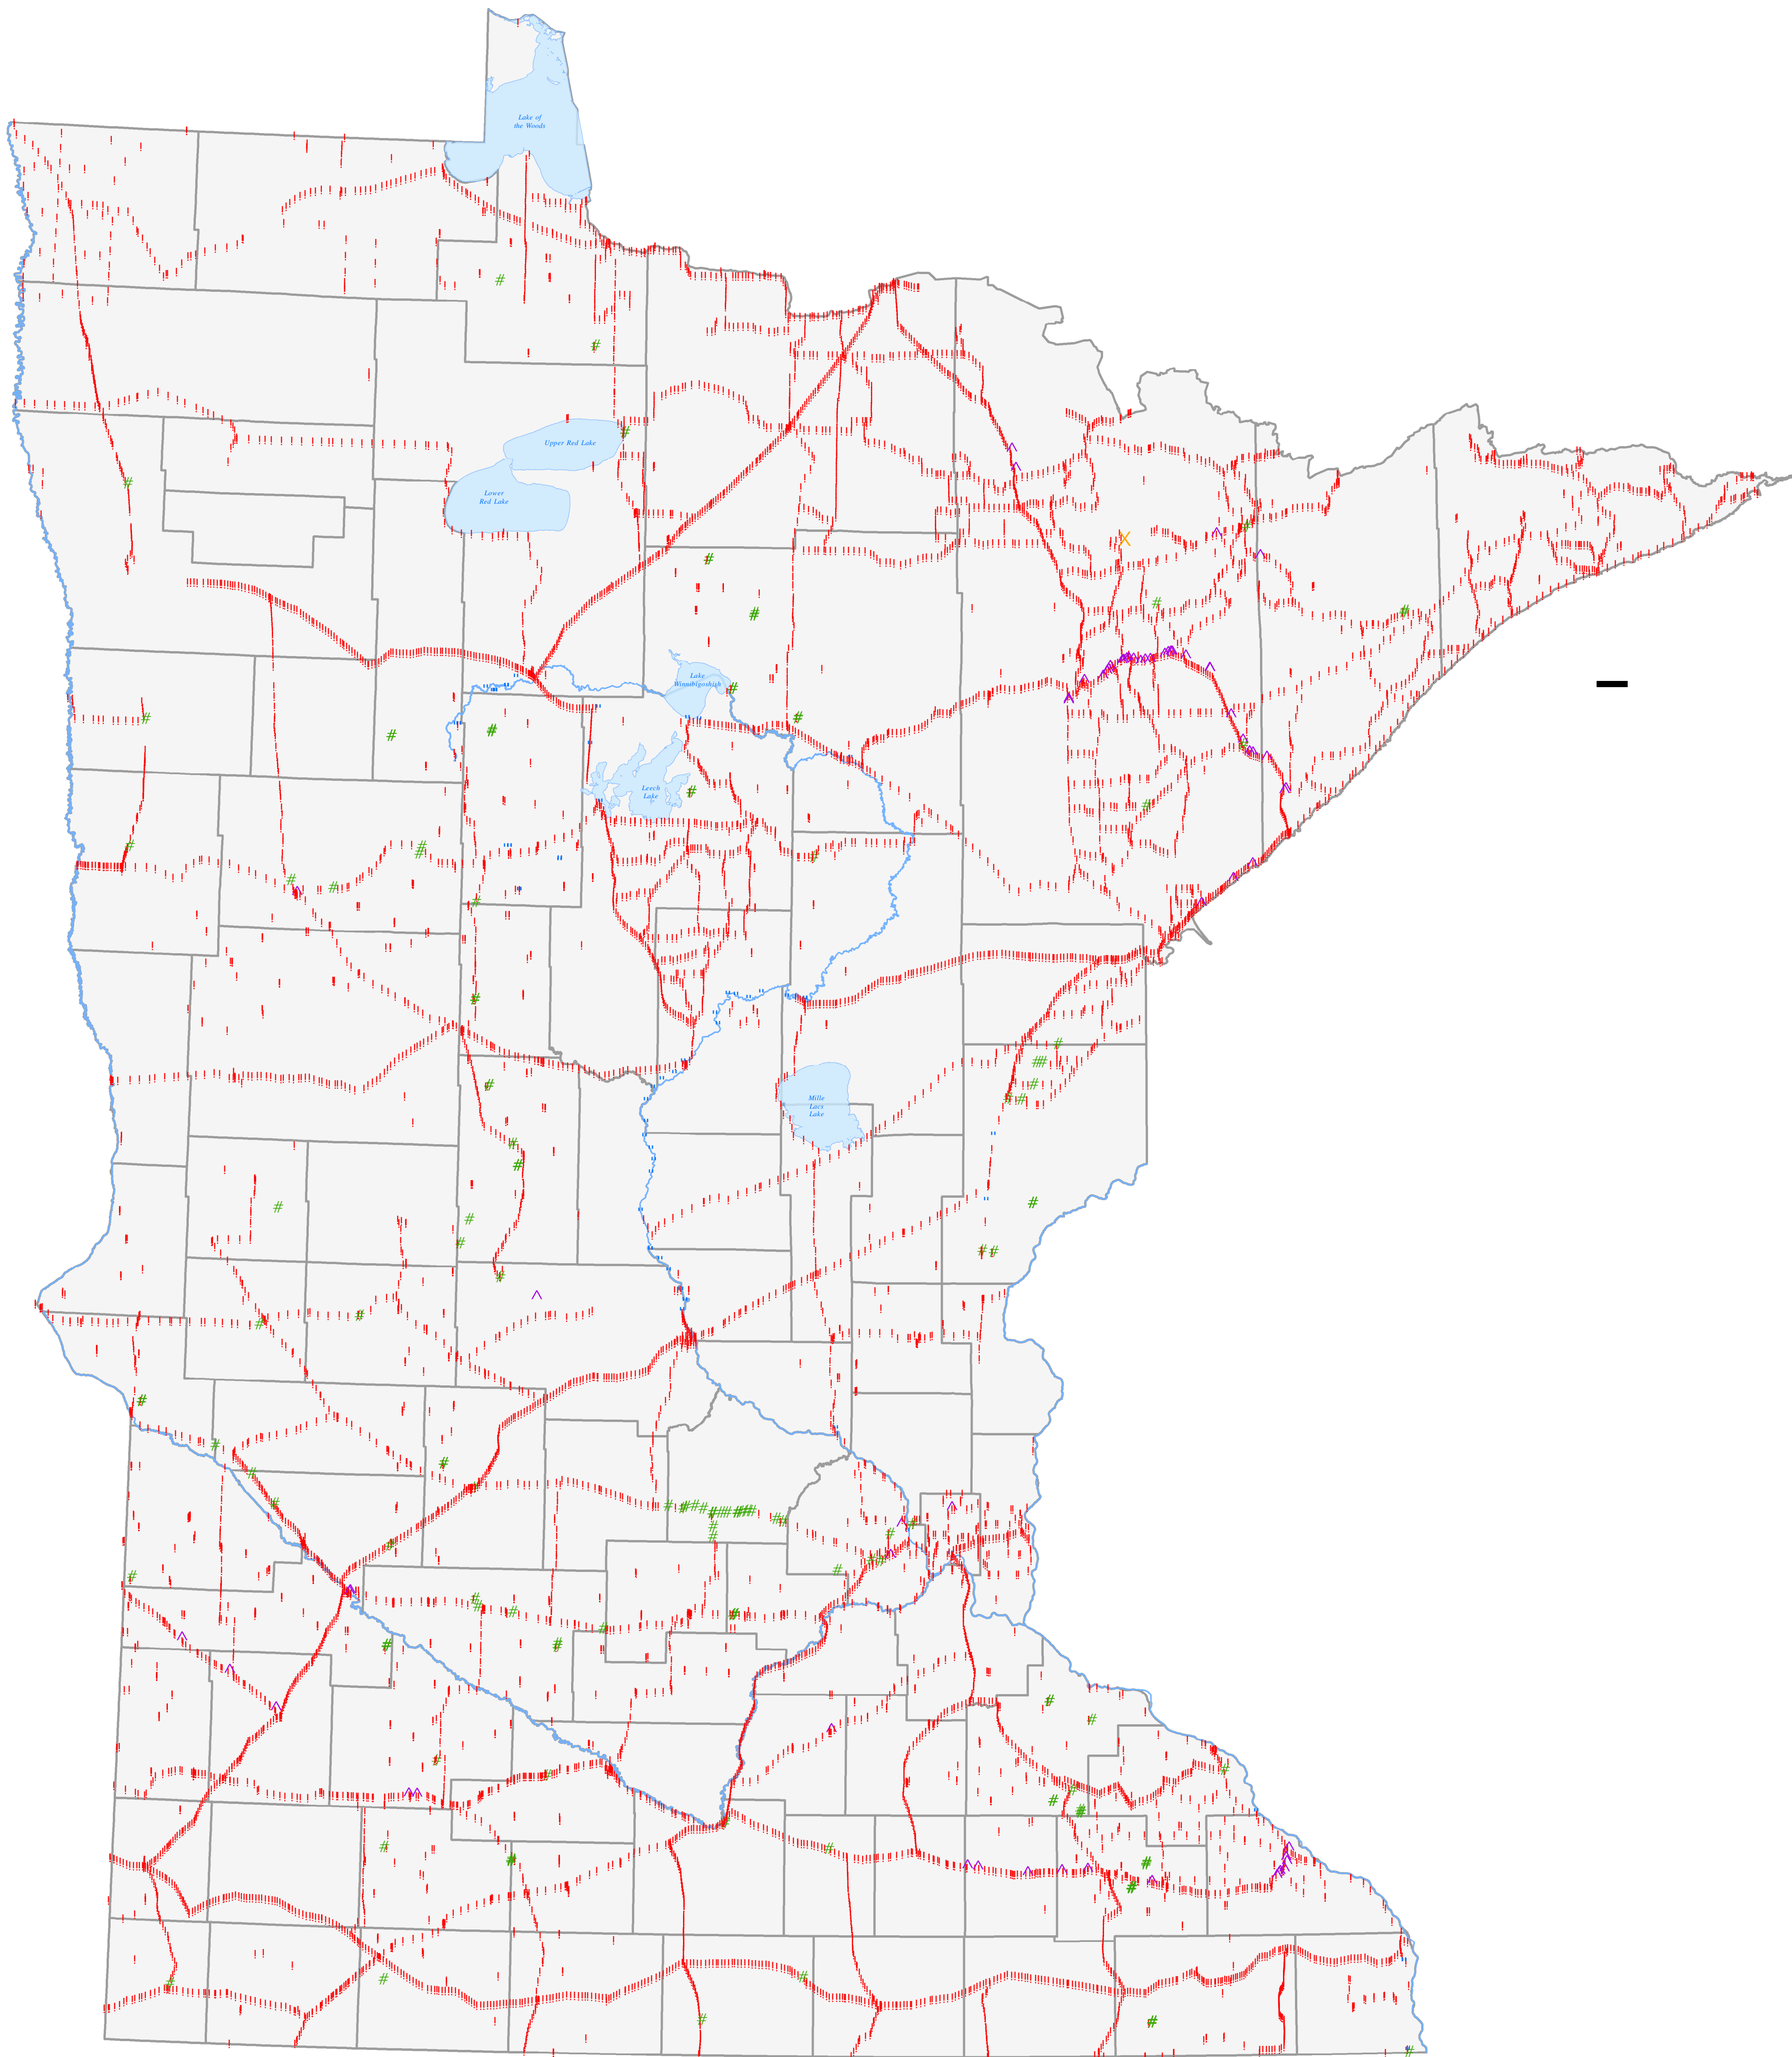 Lake of
the Woods
Upper Red Lake
Lower
Red Lake
Lake
Winnibigoshish
Leech
Lake
Mille
Lacs
Lake